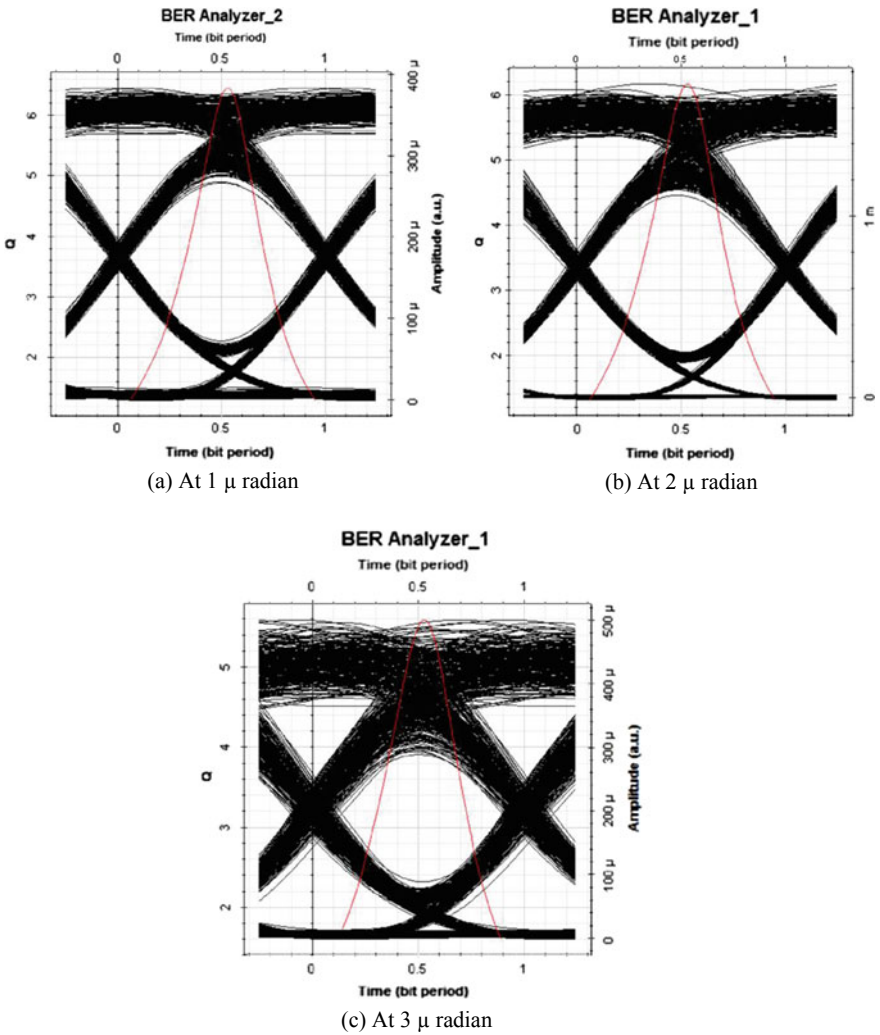 BER Analyzer_2
Time (bit period)
0 0.5 1
Q
6
5
4
3
2
400 µ
300 µ
200 µ
100 µ
0
Amplitude (a.u.)
0 0.5 1
Time (bit period)
(a) At 1 µ radian
BER Analyzer_1
Time (bit period)
0 0.5 1
Q
6
5
4
3
2
1 m
0
0 0.5 1
Time (bit period)
(b) At 2 µ radian
BER Analyzer_1
Time (bit period)
0 0.5 1
Q
5
4
3
2
500 µ
400 µ
300 µ
200 µ
100 µ
0
Amplitude (a.u.)
0 0.5 1
Time (bit period)
(c) At 3 µ radian